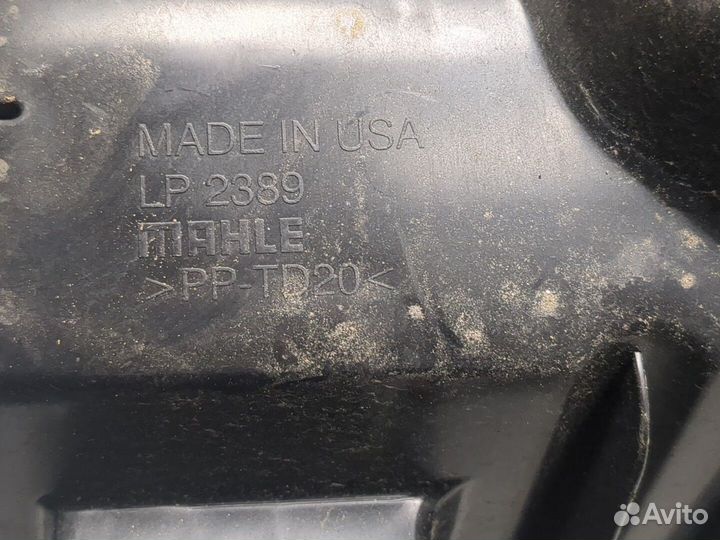 MADE IN USA
LP 2389
MAHLE
>PP-TD20<
Avito